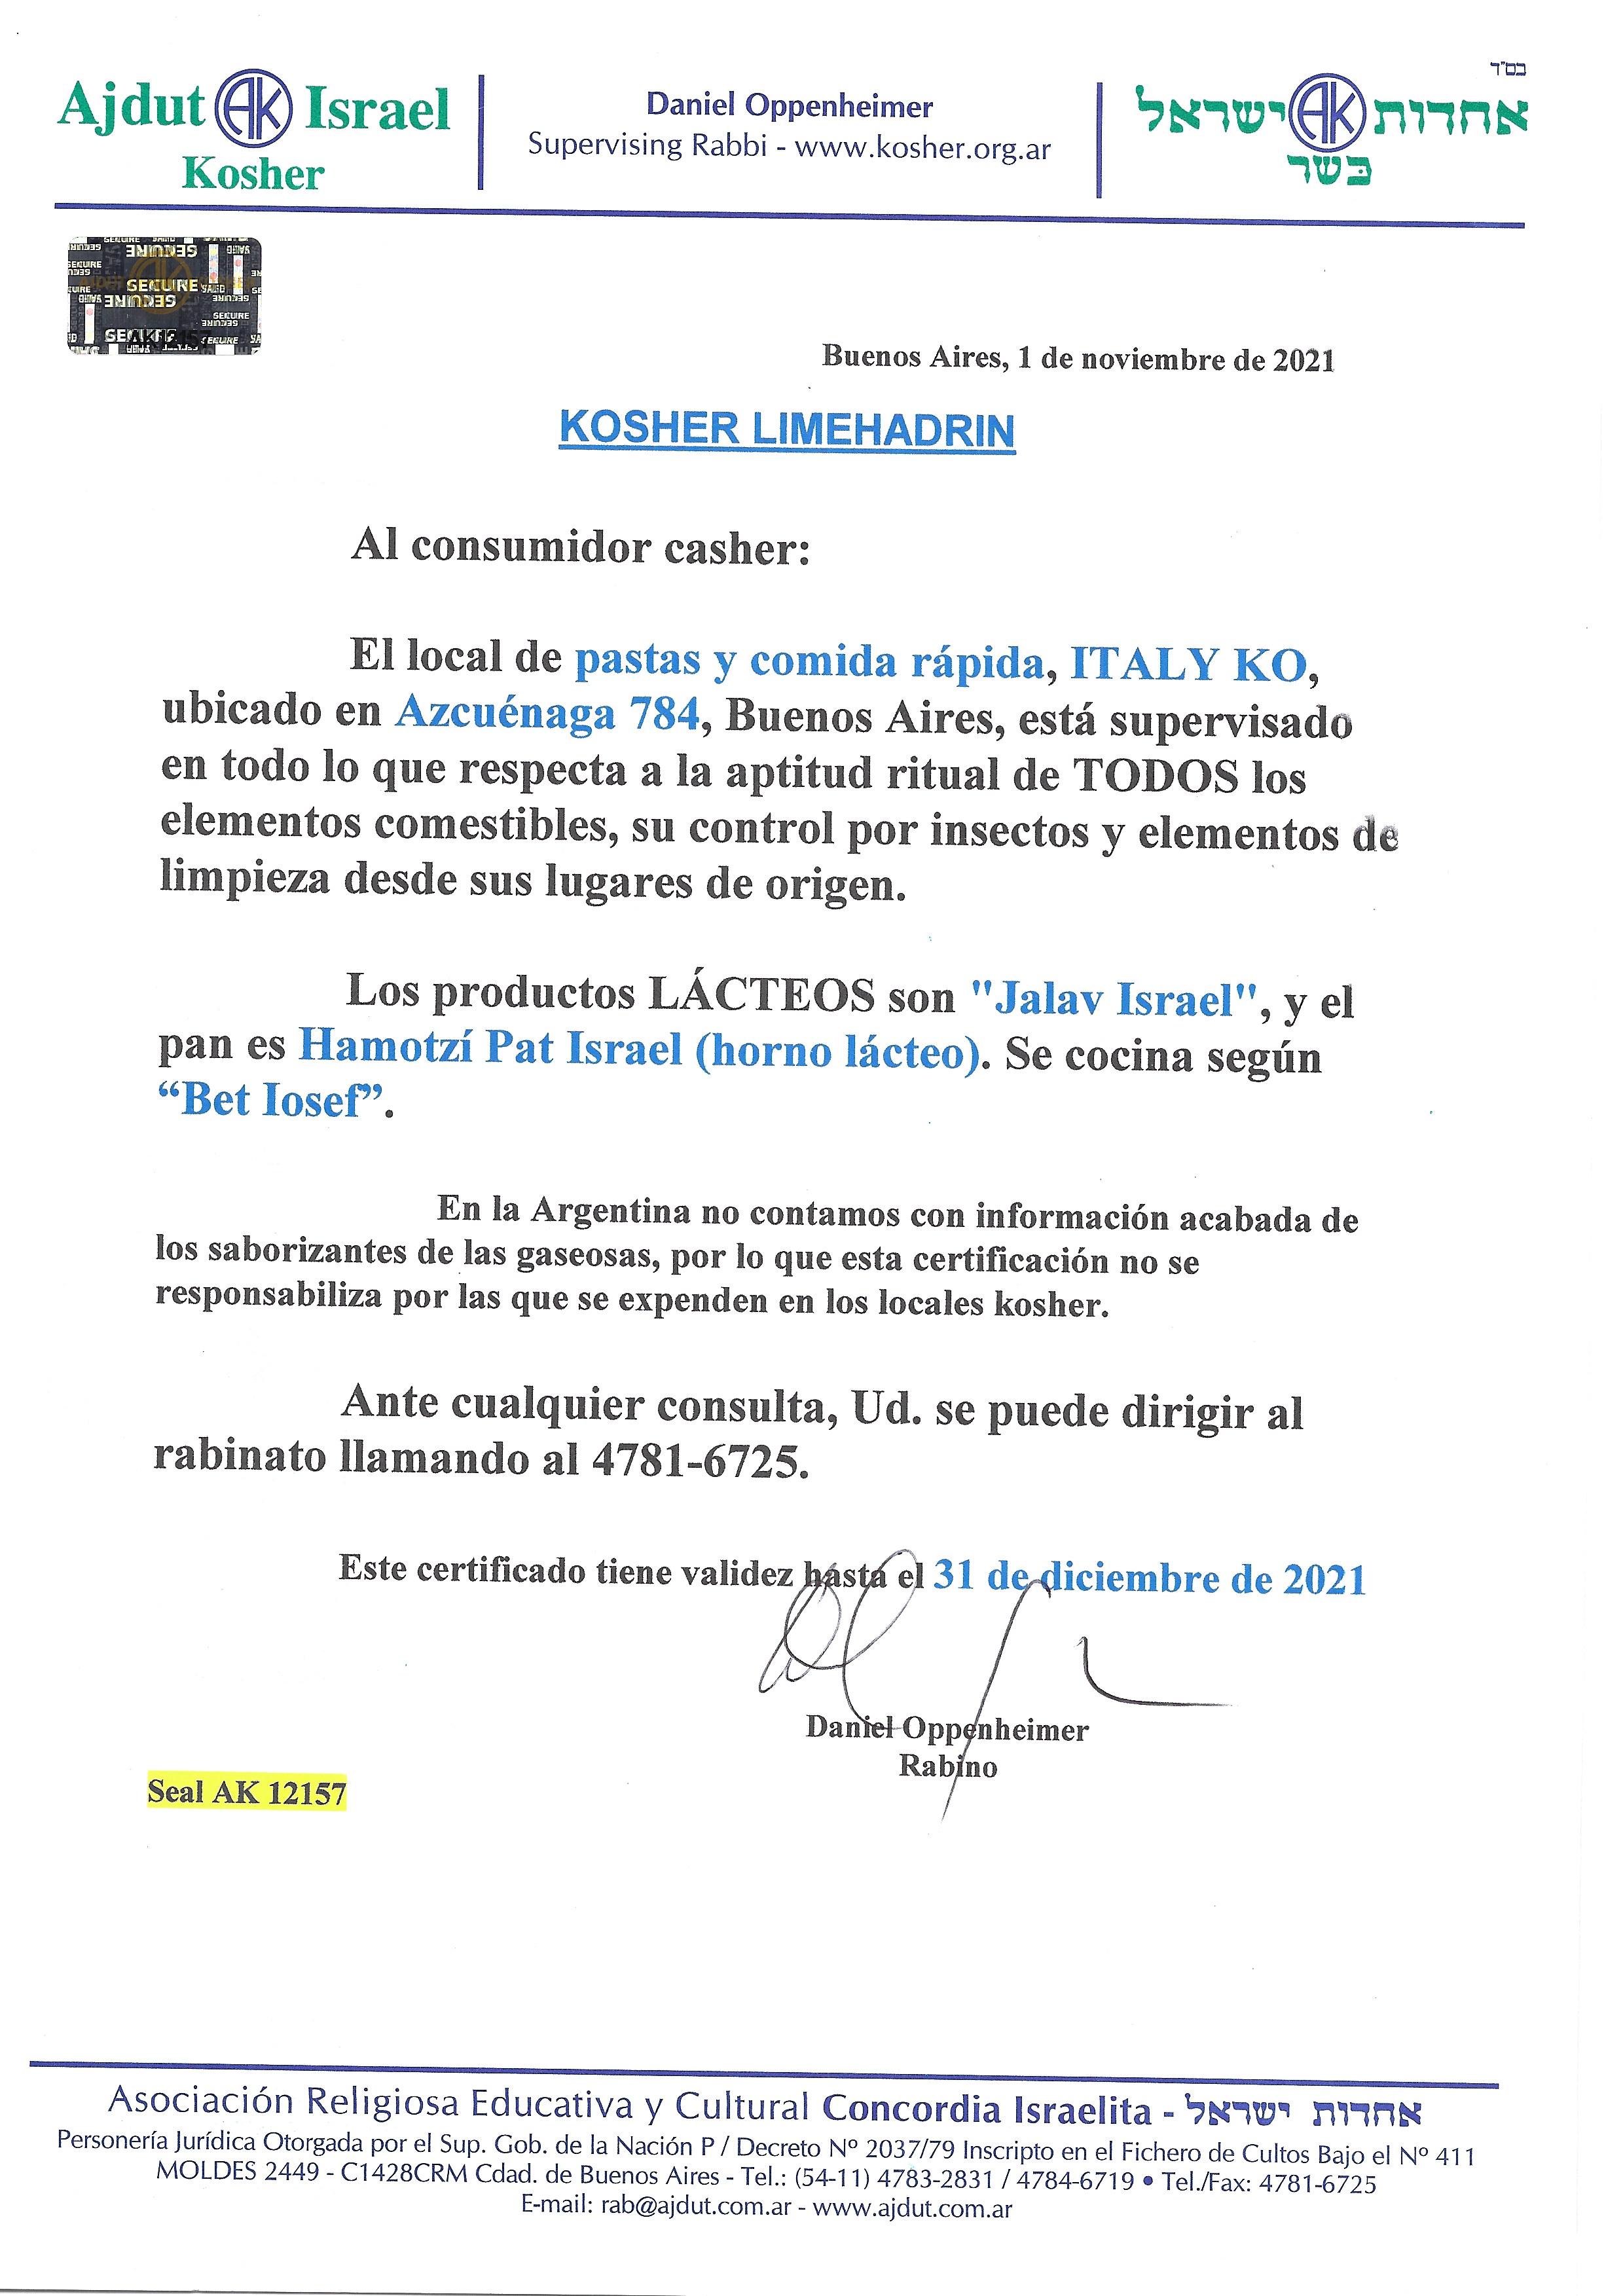 בס"ד
Ajdut AK Israel
Kosher
Daniel Oppenheimer
Supervising Rabbi - www.kosher.org.ar
אחדות AK ישראל
כשר
GENUINE
SECURE
VALID
AK12157
Buenos Aires, 1 de noviembre de 2021
KOSHER LIMEHADRIN
Al consumidor casher:
El local de pastas y comida rápida, ITALY KO,
ubicado en Azcuénaga 784, Buenos Aires, está supervisado
en todo lo que respecta a la aptitud ritual de TODOS los
elementos comestibles, su control por insectos y elementos de
limpieza desde sus lugares de origen.
Los productos LÁCTEOS son "Jalav Israel", y el
pan es Hamotzí Pat Israel (horno lácteo). Se cocina según
“Bet Iosef”.
En la Argentina no contamos con información acabada de
los saborizantes de las gaseosas, por lo que esta certificación no se
responsabiliza por las que se expenden en los locales kosher.
Ante cualquier consulta, Ud. se puede dirigir al
rabinato llamando al 4781-6725.
Este certificado tiene validez hasta el 31 de diciembre de 2021
Daniel Oppenheimer
Rabino
Seal AK 12157
Asociación Religiosa Educativa y Cultural Concordia Israelita - אחדות ישראל
Personería Jurídica Otorgada por el Sup. Gob. de la Nación P / Decreto Nº 2037/79 Inscripto en el Fichero de Cultos Bajo el Nº 411
MOLDES 2449 - C1428CRM Cdad. de Buenos Aires - Tel.: (54-11) 4783-2831 / 4784-6719 • Tel./Fax: 4781-6725
E-mail: rab@ajdut.com.ar - www.ajdut.com.ar